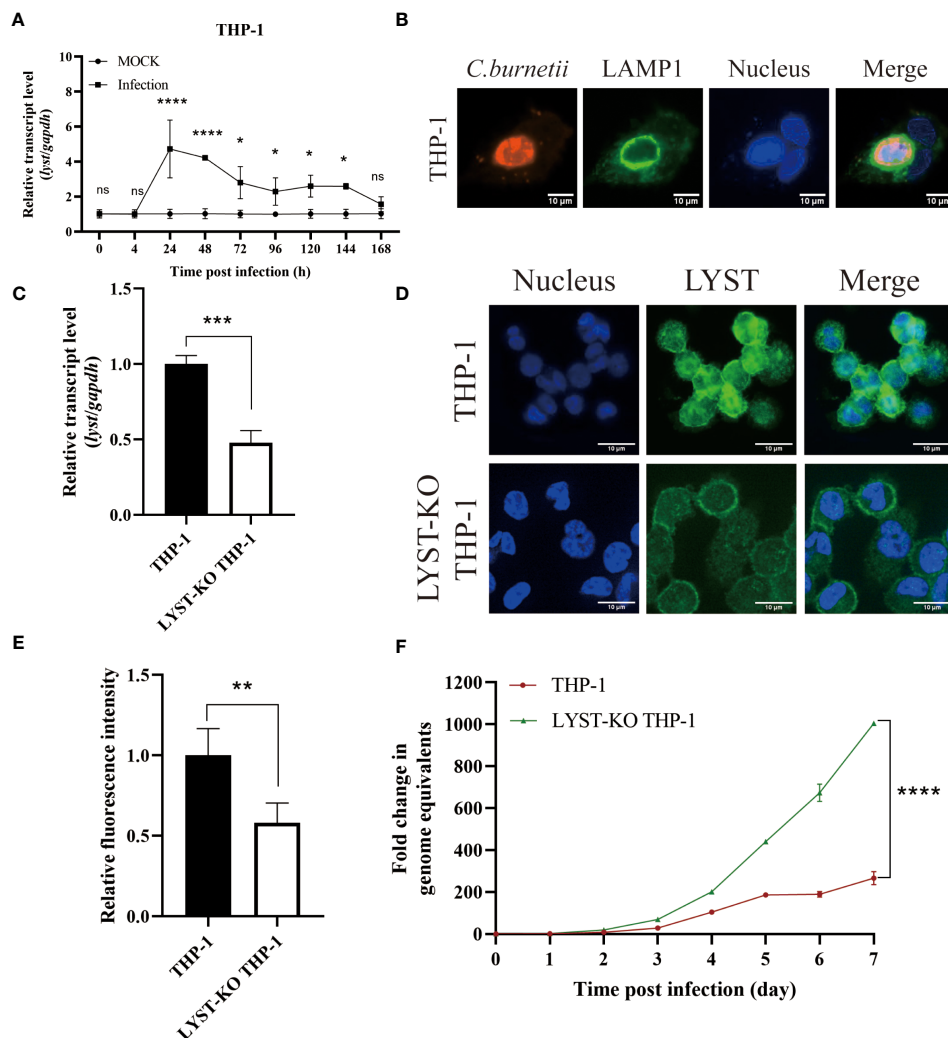 A
THP-1
MOCK
Infection
Relative transcript level
(lyst/gapdh)
10
8
6
4
2
0
ns
ns
****
****
*
*
*
*
ns
0
4
24
48
72
96
120
144
168
Time post infection (h)
B
C.burnetii
LAMP1
Nucleus
Merge
THP-1
10 μm
10 μm
10 μm
10 μm
C
Relative transcript level
(lyst/gapdh)
1.5
1.0
0.5
0.0
***
THP-1
LYST-KO THP-1
D
Nucleus
LYST
Merge
THP-1
10 μm
10 μm
10 μm
LYST-KO
THP-1
10 μm
10 μm
10 μm
E
Relative fluorescence intensity
1.5
1.0
0.5
0.0
**
THP-1
LYST-KO THP-1
F
THP-1
LYST-KO THP-1
Fold change in
genome equivalents
1200
1000
800
600
400
200
0
****
0
1
2
3
4
5
6
7
Time post infection (day)